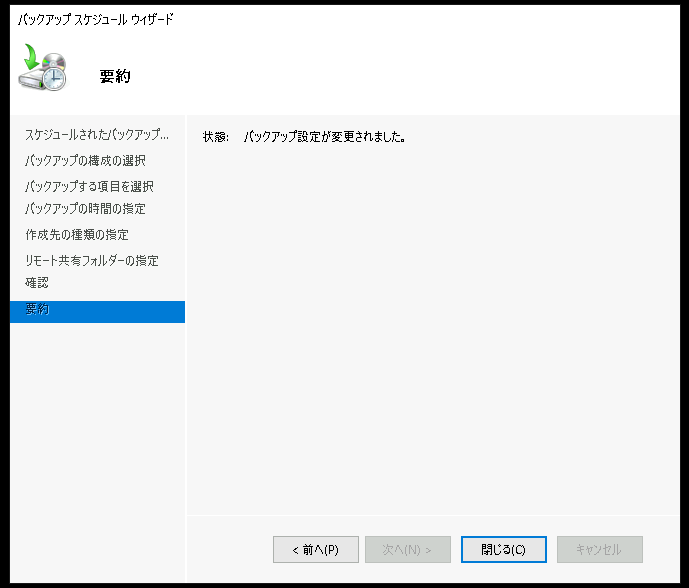 バックアップ スケジュール ウィザード
要約
スケジュールされたバックアップ...
バックアップの構成の選択
バックアップする項目を選択
バックアップの時間の指定
作成先の種類の指定
リモート共有フォルダーの指定
確認
要約
状態: バックアップ設定が変更されました。
< 前へ(P) 次へ(N) > 閉じる(C) キャンセル